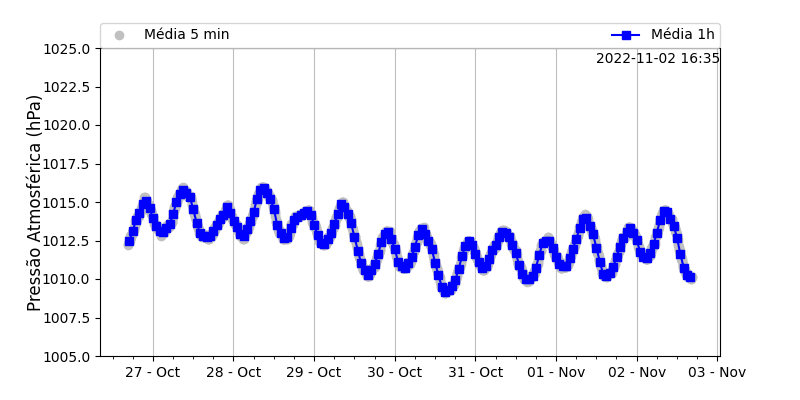 Média 5 min
Média 1h
2022-11-02 16:35
Pressão Atmosférica (hPa)
1025.0
1022.5
1020.0
1017.5
1015.0
1012.5
1010.0
1007.5
1005.0
27 - Oct
28 - Oct
29 - Oct
30 - Oct
31 - Oct
01 - Nov
02 - Nov
03 - Nov